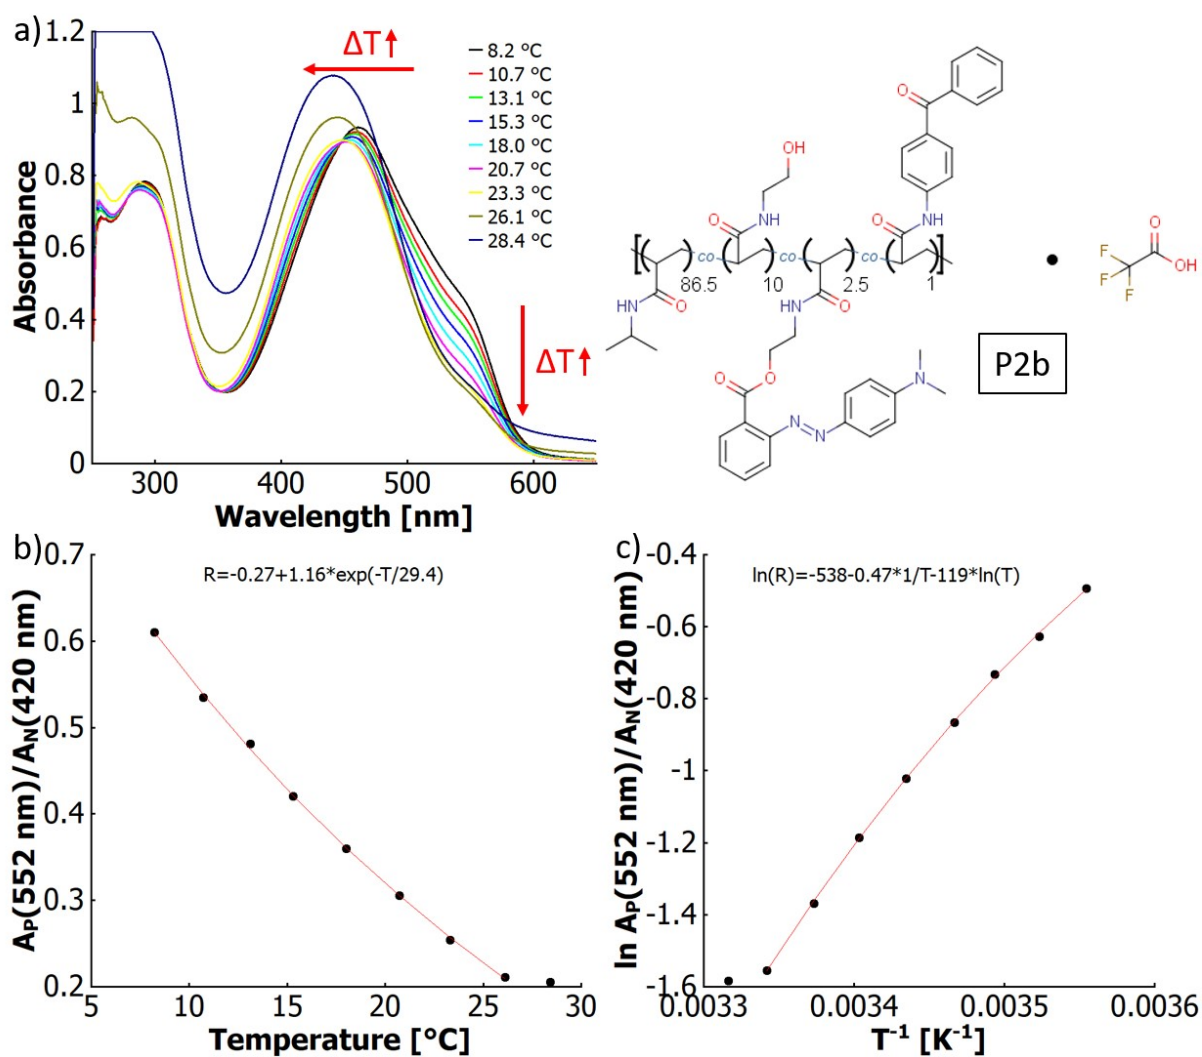 a)
1.2
1
0.8
0.6
0.4
0.2
0
Absorbance
300
400
500
600
Wavelength [nm]
ΔT
ΔT
8.2 °C
10.7 °C
13.1 °C
15.3 °C
18.0 °C
20.7 °C
23.3 °C
26.1 °C
28.4 °C
O
OH
O
NH
O
NH
[( )co( )co( )co( )]
86.5
10
2.5
1
HN
O
HN
O
O
O
N
N
N
•
O
F
F
F
OH
P2b
b)
0.7
0.6
0.5
0.4
0.3
0.2
R=-0.27+1.16*exp(-T/29.4)
AP(552 nm)/AN(420 nm)
5
10
15
20
25
30
Temperature [°C]
c)
-0.4
-0.6
-0.8
-1
-1.2
-1.4
-1.6
ln(R)=-538-0.47*1/T-119*ln(T)
ln AP(552 nm)/AN(420 nm)
0.0033
0.0034
0.0035
0.0036
T-1 [K-1]